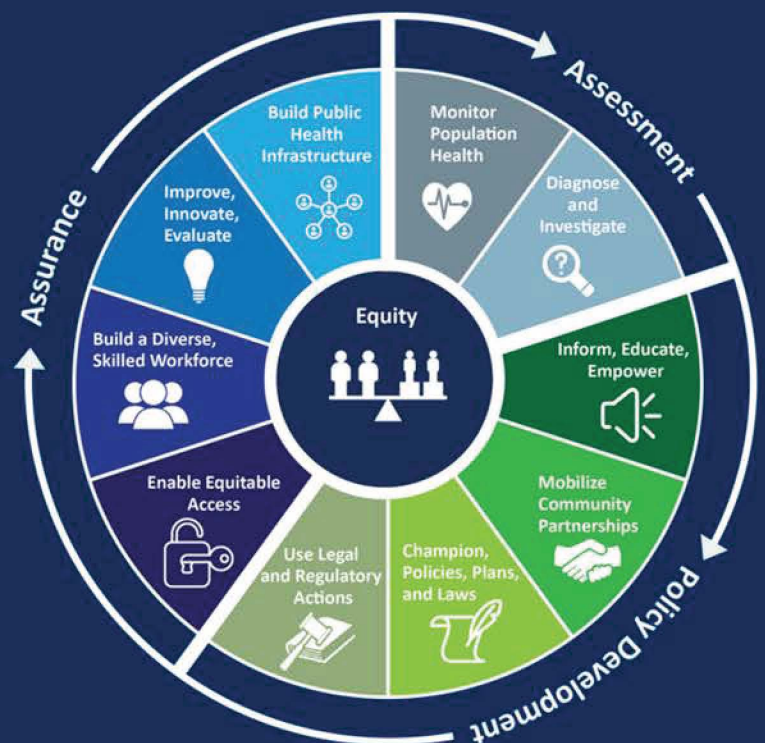 Assessment
Monitor
Population
Health
Diagnose
and
Investigate
?
Policy Development
Inform, Educate,
Empower
Mobilize
Community
Partnerships
Champion,
Policies, Plans,
and Laws
Use Legal
and Regulatory
Actions
Assurance
Enable Equitable
Access
Build a Diverse,
Skilled Workforce
Improve,
Innovate,
Evaluate
Build Public
Health
Infrastructure
Equity